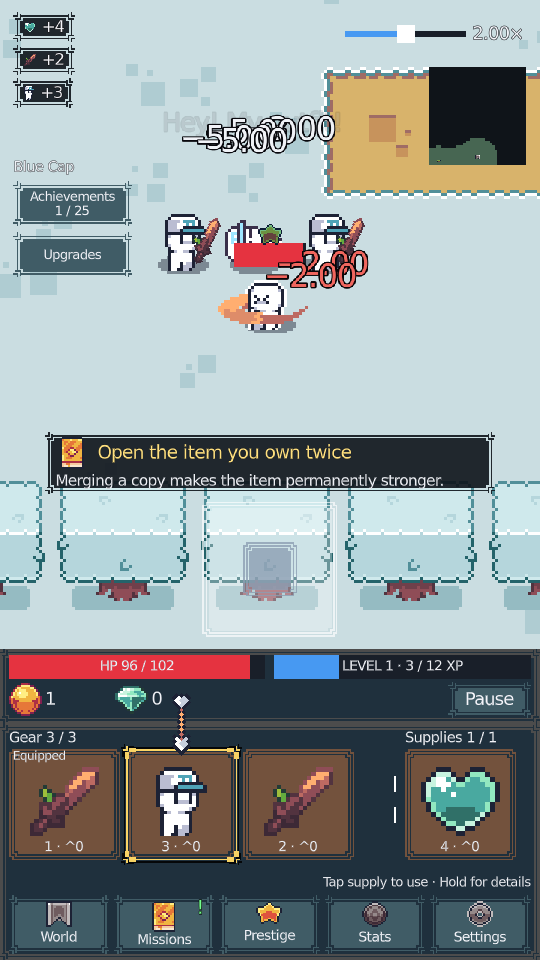 +4
2.00×
+2
+3
Blue Cap
Achievements
1 / 25
Upgrades
−2.00
Open the item you own twice
Merging a copy makes the item permanently stronger.
HP 96 / 102
LEVEL 1 · 3 / 12 XP
1
0
Pause
Gear 3 / 3
Supplies 1 / 1
Equipped
1 · ^0
3 · ^0
2 · ^0
4 · ^0
Tap supply to use · Hold for details
World
Missions
Prestige
Stats
Settings